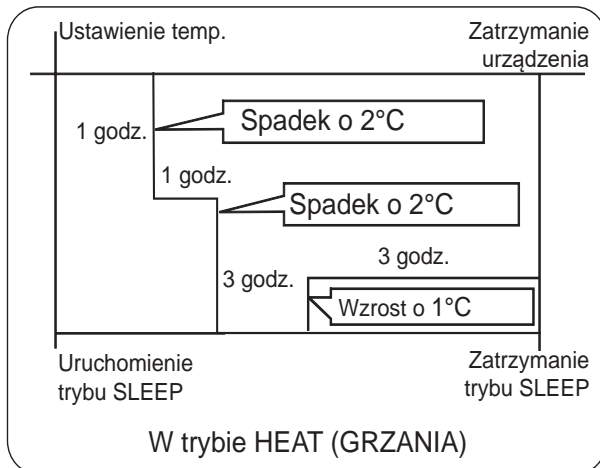 Ustawienie temp.
Zatrzymanie
urządzenia
1 godz.
Spadek o 2°C
1 godz.
Spadek o 2°C
3 godz.
3 godz.
Wzrost o 1°C
Uruchomienie
trybu SLEEP
Zatrzymanie
trybu SLEEP
W trybie HEAT (GRZANIA)